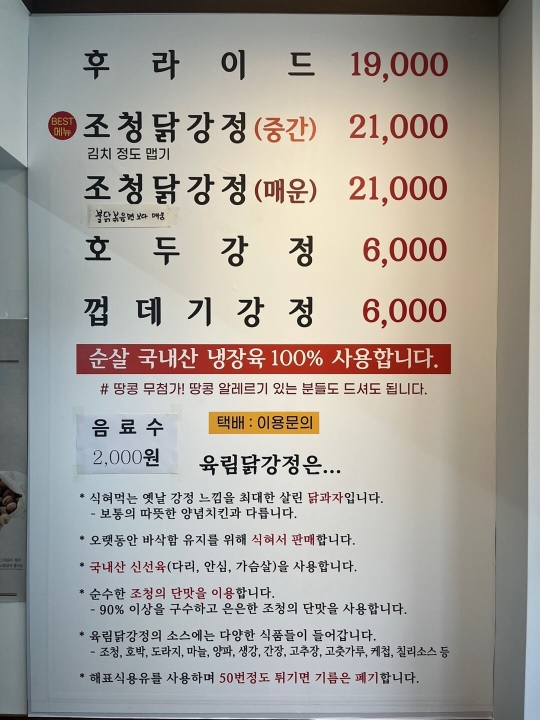 후 라 이 드 19,000
BEST 메뉴 조청닭강정(중간) 21,000
김치 정도 맵기
조청닭강정(매운) 21,000
불닭볶음면보다 매운
호 두 강 정 6,000
껍 데 기 강 정 6,000
순살 국내산 냉장육 100% 사용합니다.
# 땅콩 무첨가! 땅콩 알레르기 있는 분들도 드셔도 됩니다.
음 료 수
2,000원
택배 : 이용문의
육림닭강정은...
* 식혀먹는 옛날 강정 느낌을 최대한 살린 닭과자입니다.
- 보통의 따뜻한 양념치킨과 다릅니다.
* 오랫동안 바삭함 유지를 위해 식혀서 판매합니다.
* 국내산 신선육(다리, 안심, 가슴살)을 사용합니다.
* 순수한 조청의 단맛을 이용합니다.
- 90% 이상을 구수하고 은은한 조청의 단맛을 사용합니다.
* 육림닭강정의 소스에는 다양한 식품들이 들어갑니다.
- 조청, 호박, 도라지, 마늘, 양파, 생강, 간장, 고추장, 고춧가루, 케첩, 칠리소스 등
* 해표식용유를 사용하며 50번정도 튀기면 기름은 폐기합니다.